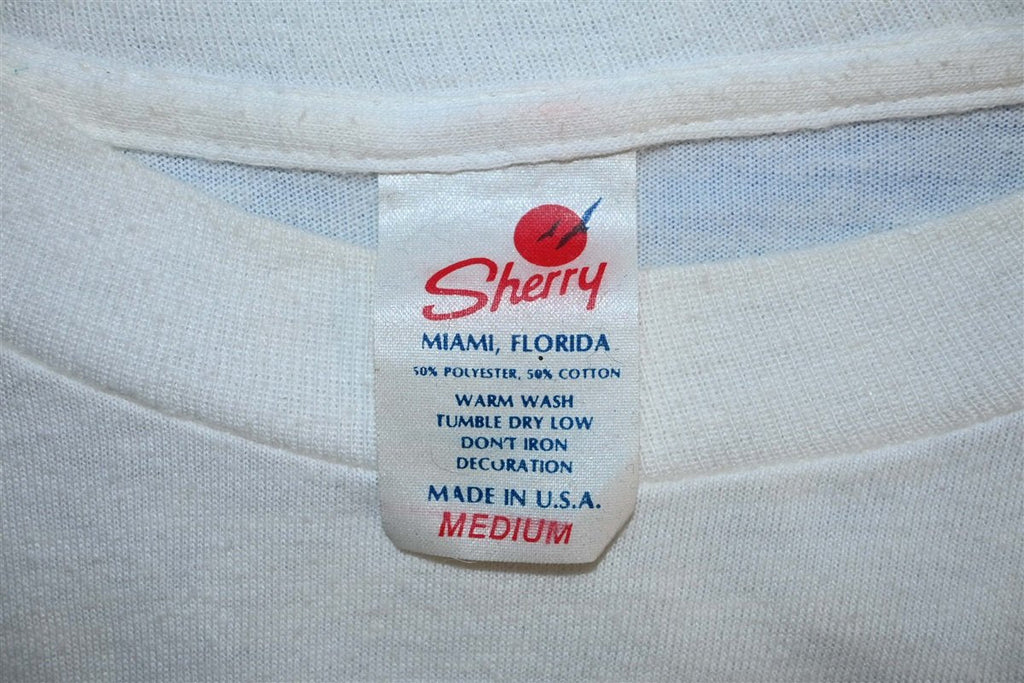 Sherry
MIAMI, FLORIDA
50% POLYESTER, 50% COTTON
WARM WASH
TUMBLE DRY LOW
DON'T IRON
DECORATION
MADE IN U.S.A.
MEDIUM